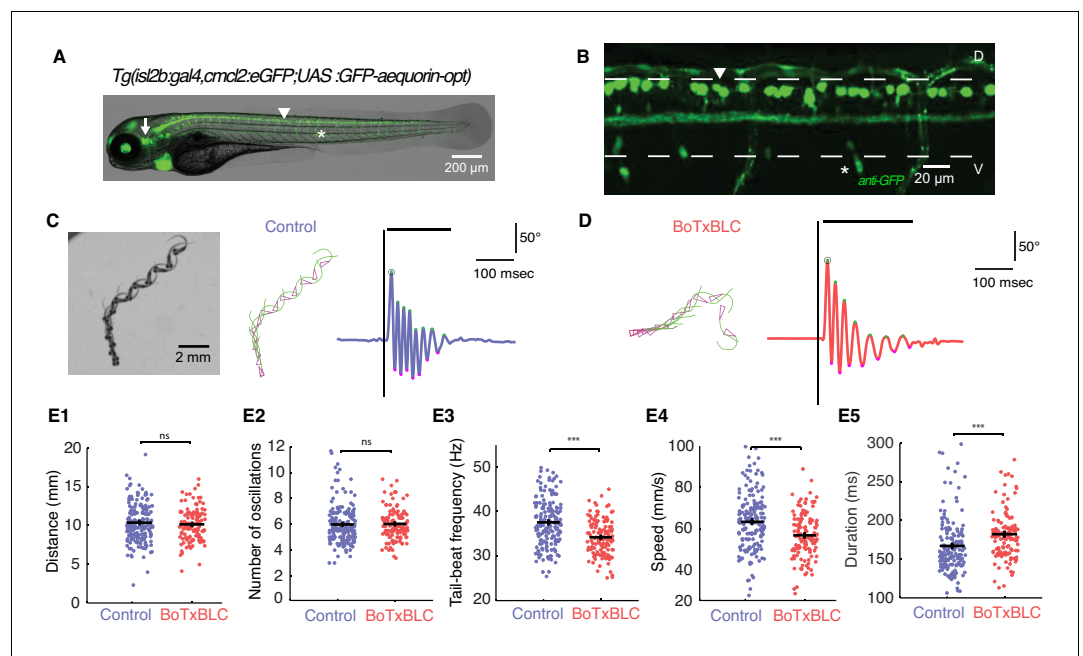 A
Tg(isl2b:gal4,cmcl2:eGFP;UAS :GFP-aequorin-opt)
*
200 µm
B
D
*
anti-GFP
20 µm
V
C
2 mm
Control
50°
100 msec
D
BoTxBLC
50°
100 msec
E1
ns
Distance (mm)
20
15
10
5
0
Control BoTxBLC
E2
ns
Number of oscillations
12
10
8
6
4
2
0
Control BoTxBLC
E3
***
Tail-beat frequency (Hz)
50
40
30
20
Control BoTxBLC
E4
***
Speed (mm/s)
100
80
60
40
20
Control BoTxBLC
E5
***
Duration (ms)
300
250
200
150
100
Control BoTxBLC